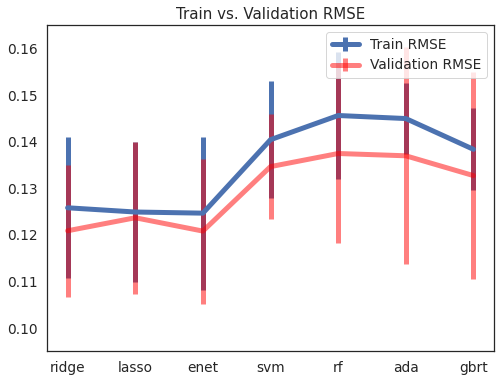 Train vs. Validation RMSE
0.16
0.15
0.14
0.13
0.12
0.11
0.10
Train RMSE
Validation RMSE
ridge lasso enet svm rf ada gbrt